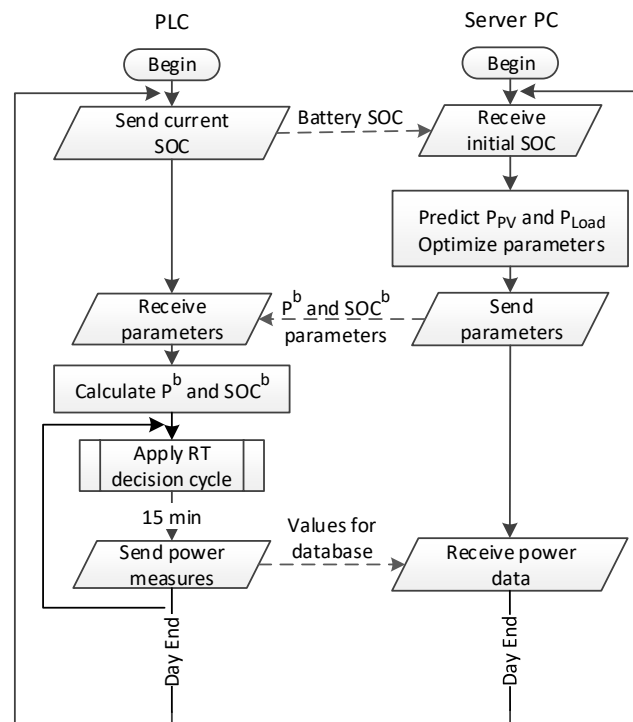 PLC
Server PC
Begin
Begin
Send current
SOC
Battery SOC
Receive
initial SOC
Predict P_PV and P_Load
Optimize parameters
Receive
parameters
P^b and SOC^b
parameters
Send
parameters
Calculate P^b and SOC^b
Apply RT
decision cycle
15 min
Send power
measures
Values for
database
Receive power
data
Day End
Day End